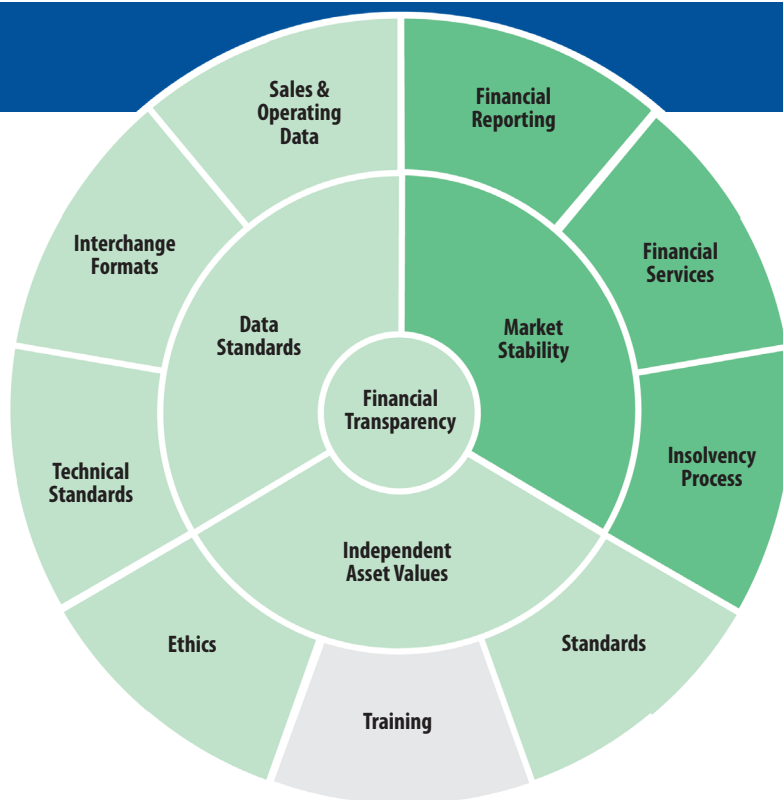 Sales &
Operating
Data
Financial
Reporting
Interchange
Formats
Financial
Services
Data
Standards
Market
Stability
Financial
Transparency
Technical
Standards
Insolvency
Process
Independent
Asset Values
Ethics
Standards
Training